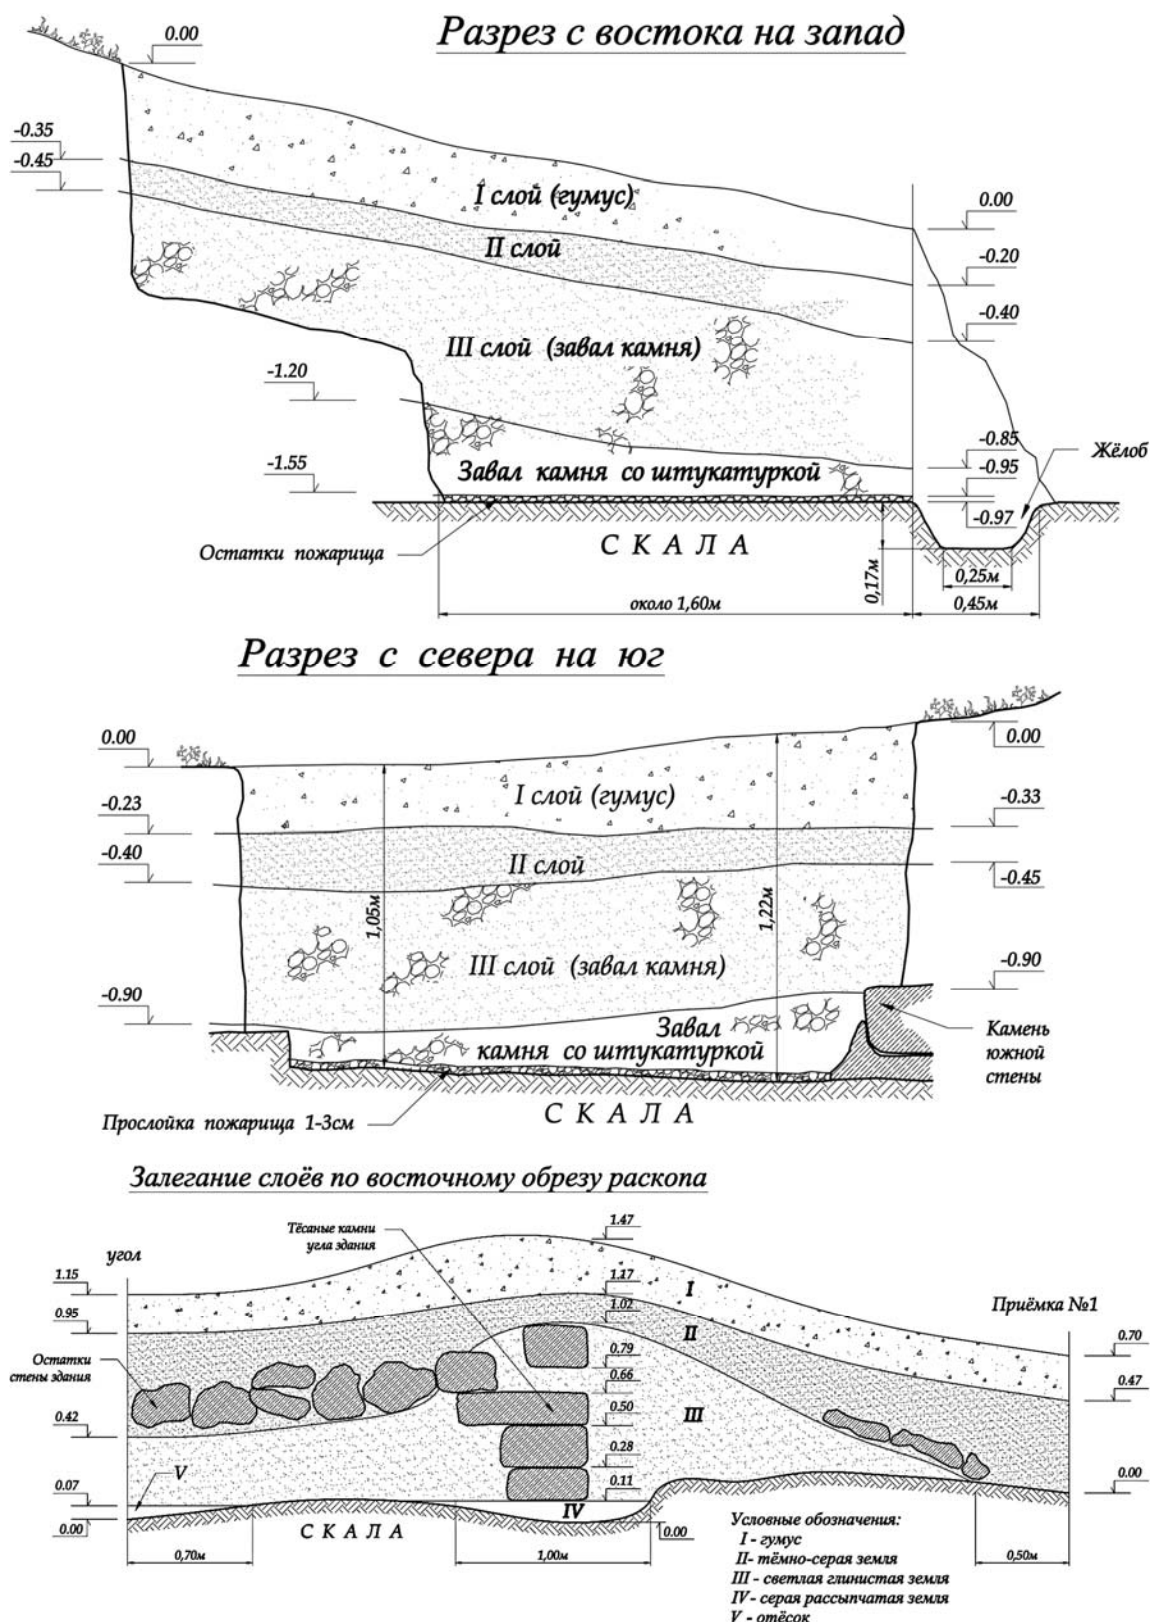 Разрез с востока на запад
0.00
-0.35
-0.45
I слой (гумус)
0.00
II слой
-0.20
-0.40
III слой (завал камня)
-1.20
-0.85
Жёлоб
Завал камня со штукатуркой
-0.95
-1.55
-0.97
Остатки пожарища
СКАЛА
0,17м
0,25м
около 1,60м
0,45м
Разрез с севера на юг
0.00
0.00
I слой (гумус)
-0.23
-0.33
-0.40
II слой
-0.45
1,05м
1,22м
III слой (завал камня)
-0.90
-0.90
Завал
камня со штукатуркой
Камень
южной
стены
Прослойка пожарища 1-3см
СКАЛА
Залегание слоёв по восточному обрезу раскопа
Тёсаные камни
угла здания
1.47
угол
1.15
1.17
I
Приёмка №1
0.95
1.02
II
0.70
Остатки
стены здания
0.79
0.66
0.47
0.42
0.50
III
0.28
V
0.11
0.07
0.00
IV
0.00
0.00
СКАЛА
0,70м
1,00м
0,50м
Условные обозначения:
I - гумус
II- тёмно-серая земля
III - светлая глинистая земля
IV - серая рассыпчатая земля
V - отёсок